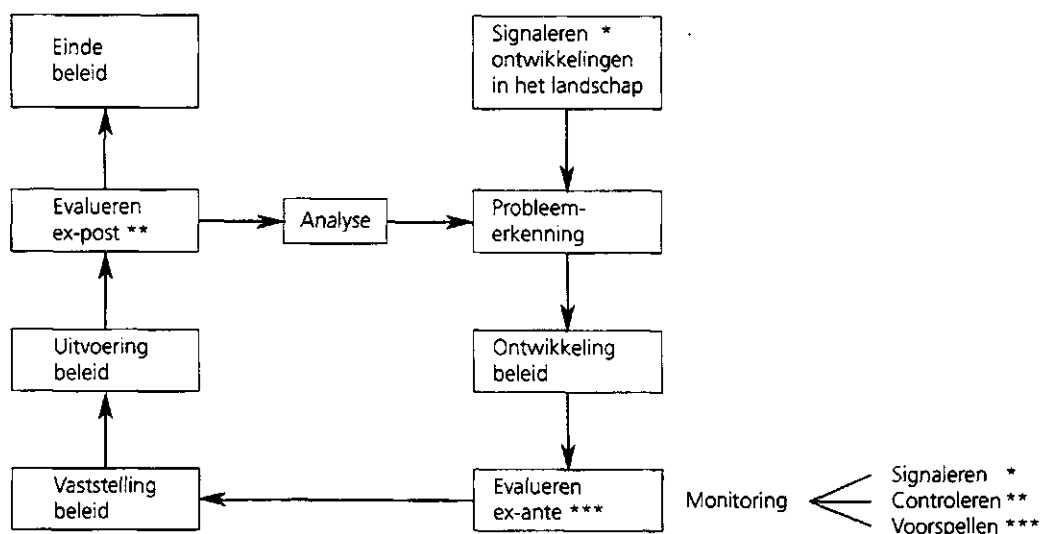 Einde
beleid
Signaleren *
ontwikkelingen
in het landschap
Evalueren
ex-post **
Analyse
Probleem-
erkenning
Uitvoering
beleid
Ontwikkeling
beleid
Vaststelling
beleid
Evalueren
ex-ante ***
Monitoring
Signaleren *
Controleren **
Voorspellen ***